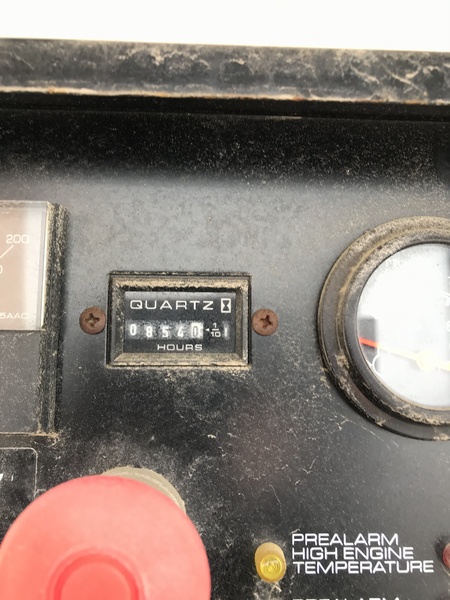 200
QUARTZ
08540 1/10
HOURS
PREALARM
HIGH ENGINE
TEMPERATURE